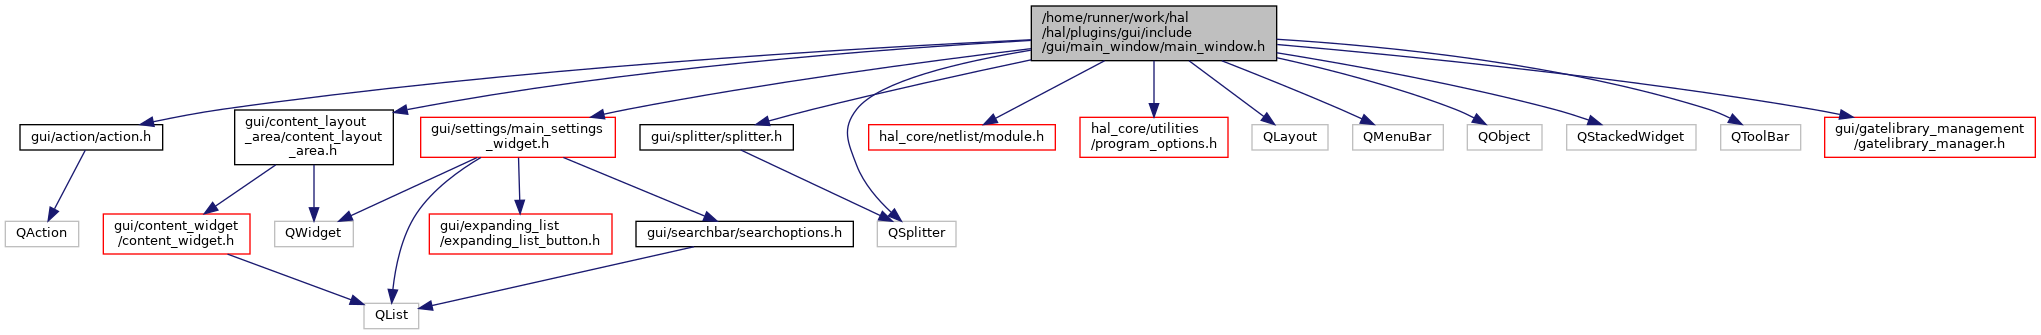 /home/runner/work/hal
/hal/plugins/gui/include
/gui/main_window/main_window.h
gui/action/action.h
gui/content_layout
_area/content_layout
_area.h
gui/settings/main_settings
_widget.h
gui/splitter/splitter.h
hal_core/netlist/module.h
hal_core/utilities
/program_options.h
QLayout
QMenuBar
QObject
QStackedWidget
QToolBar
gui/gatelibrary_management
/gatelibrary_manager.h
QAction
gui/content_widget
/content_widget.h
QWidget
gui/expanding_list
/expanding_list_button.h
gui/searchbar/searchoptions.h
QSplitter
QList